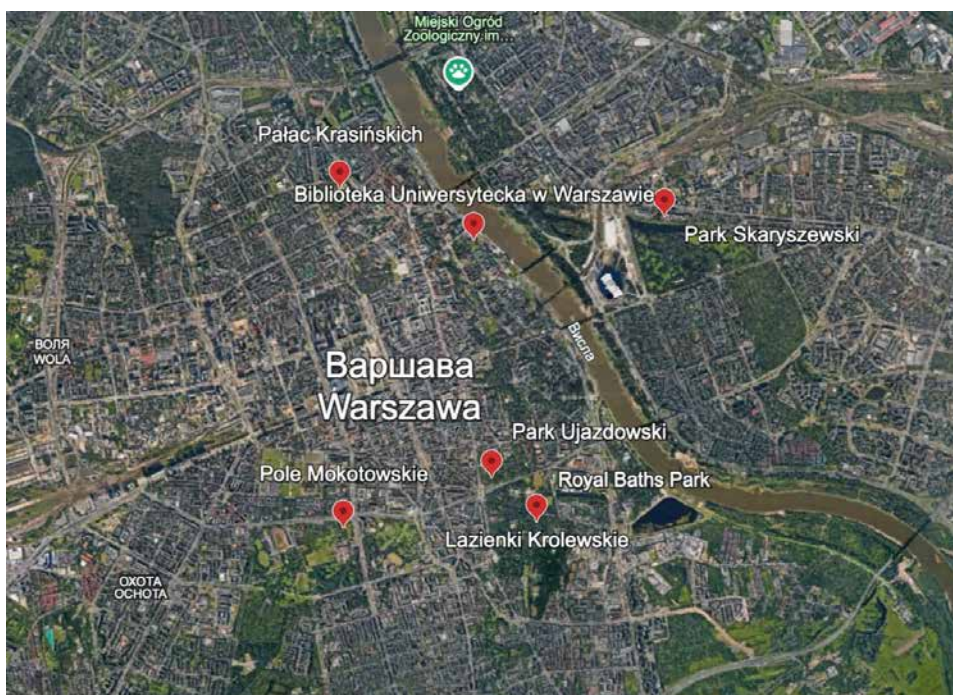 Miejski Ogród
Zoologiczny im...
Pałac Krasińskich
Biblioteka Uniwersytecka w Warszawie
Park Skaryszewski
Висла
ВОЛЯ
WOLA
Варшава
Warszawa
Park Ujazdowski
Pole Mokotowskie
Royal Baths Park
Lazienki Krolewskie
ОХОТА
OCHOTA